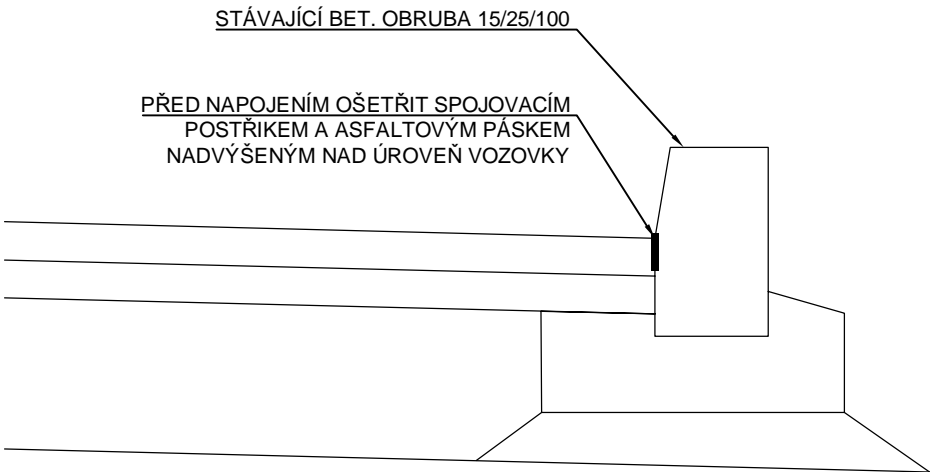 STÁVAJÍCÍ BET. OBRUBA 15/25/100
PŘED NAPOJENÍM OŠETŘIT SPOJOVACÍM
POSTŘIKEM A ASFALTOVÝM PÁSKEM
NADVÝŠENÝM NAD ÚROVEŇ VOZOVKY